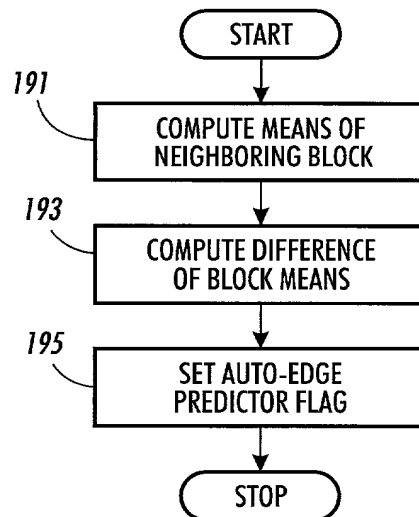 START
191
COMPUTE MEANS OF
NEIGHBORING BLOCK
193
COMPUTE DIFFERENCE
OF BLOCK MEANS
195
SET AUTO-EDGE
PREDICTOR FLAG
STOP